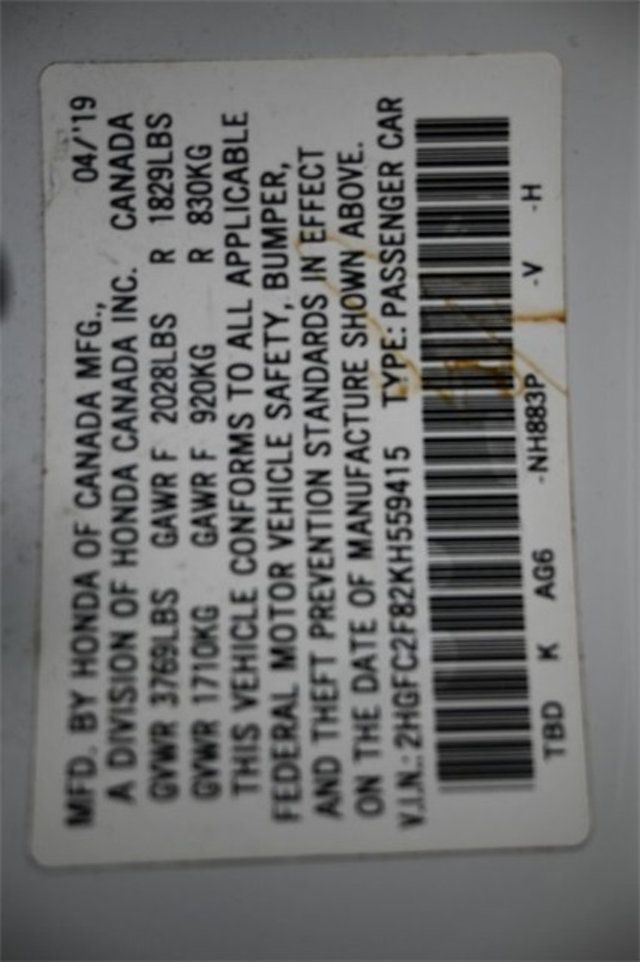 MFD. BY HONDA OF CANADA MFG., 04/'19
A DIVISION OF HONDA CANADA INC. CANADA
GVWR 3769LBS GAWR F 2028LBS R 1829LBS
GVWR 1710KG GAWR F 920KG R 830KG
THIS VEHICLE CONFORMS TO ALL APPLICABLE
FEDERAL MOTOR VEHICLE SAFETY, BUMPER,
AND THEFT PREVENTION STANDARDS IN EFFECT
ON THE DATE OF MANUFACTURE SHOWN ABOVE.
V.I.N.: 2HGFC2F82KH559415 TYPE: PASSENGER CAR
TBD K AG6 -NH883P -V -H